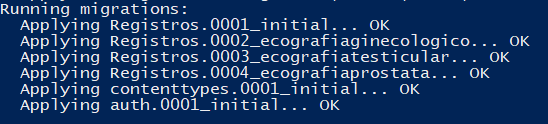 Running migrations:
Applying Registros.0001_initial... OK
Applying Registros.0002_ecografiaginecologico... OK
Applying Registros.0003_ecografiatesticular... OK
Applying Registros.0004_ecografiaprostata... OK
Applying contenttypes.0001_initial... OK
Applying auth.0001_initial... OK